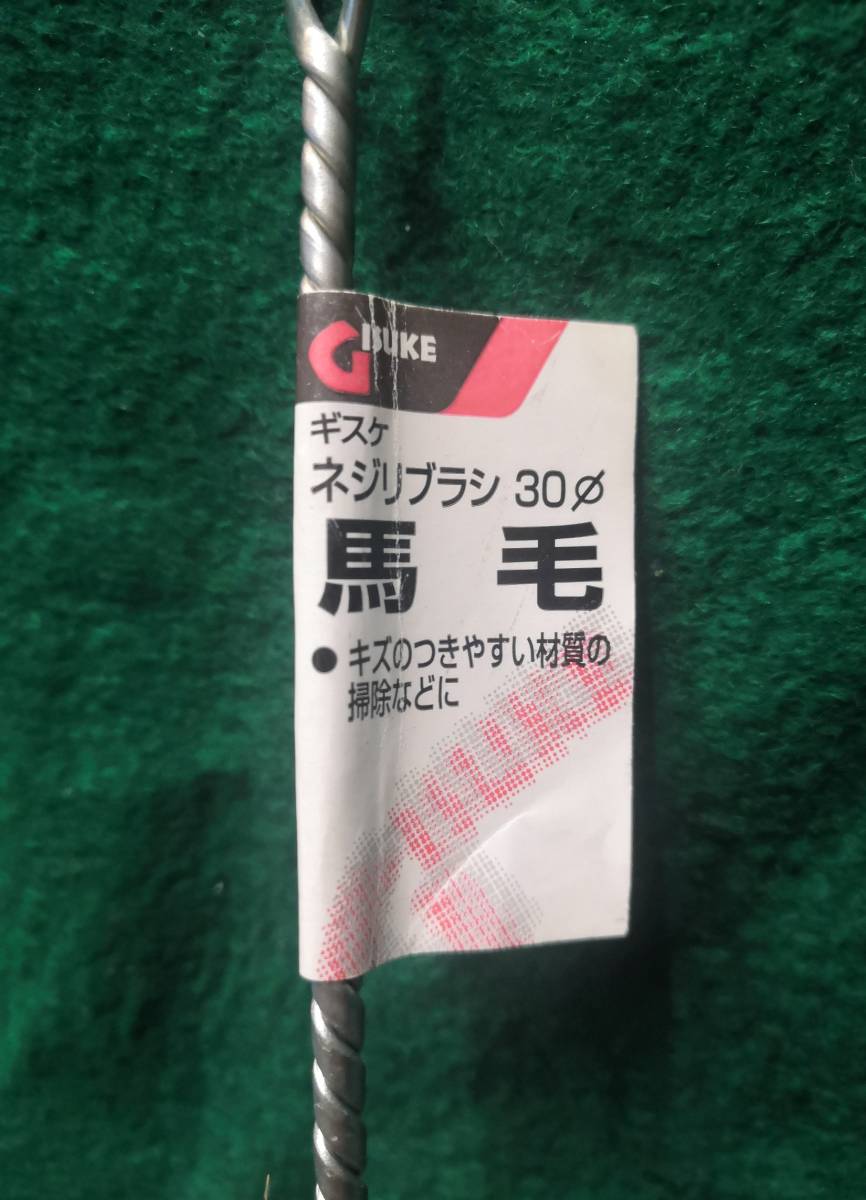 GISUKE
ギスケ
ネジリブラシ 30φ
馬毛
● キズのつきやすい材質の
掃除などに